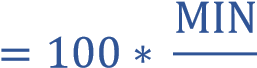 MIN
= 100 *